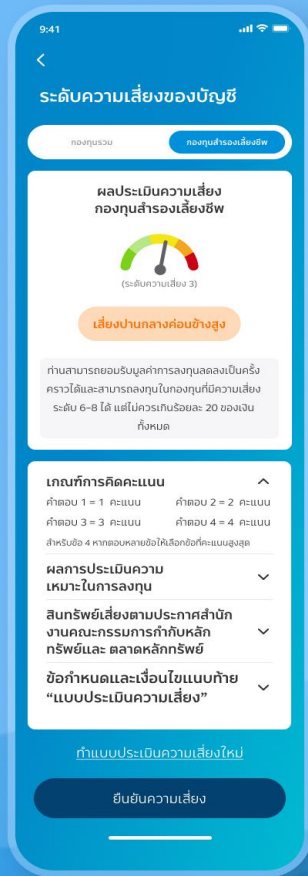 9:41
ระดับความเสี่ยงของบัญชี
กองทุนรวม
กองทุนสำรองเลี้ยงชีพ
ผลประเมินความเสี่ยง
กองทุนสำรองเลี้ยงชีพ
(ระดับความเสี่ยง 3)
เสี่ยงปานกลางค่อนข้างสูง
ท่านสามารถยอมรับมูลค่าการลงทุนลดลงเป็นครั้ง
คราวได้และสามารถลงทุนในกองทุนที่มีความเสี่ยง
ระดับ 6-8 ได้ แต่ไม่ควรเกินร้อยละ 20 ของเงิน
ทั้งหมด
เกณฑ์การคิดคะแนน
คำตอบ 1 = 1 คะแนน คำตอบ 2 = 2 คะแนน
คำตอบ 3 = 3 คะแนน คำตอบ 4 = 4 คะแนน
สำหรับข้อ 4 หากตอบหลายข้อให้เลือกข้อที่คะแนนสูงสุด
ผลการประเมินความ
เหมาะในการลงทุน
สินทรัพย์เสี่ยงตามประกาศสำนัก
งานคณะกรรมการกำกับหลัก
ทรัพย์และ ตลาดหลักทรัพย์
ข้อกำหนดและเงื่อนไขแนบท้าย
“แบบประเมินความเสี่ยง”
ทำแบบประเมินความเสี่ยงใหม่
ยืนยันความเสี่ยง